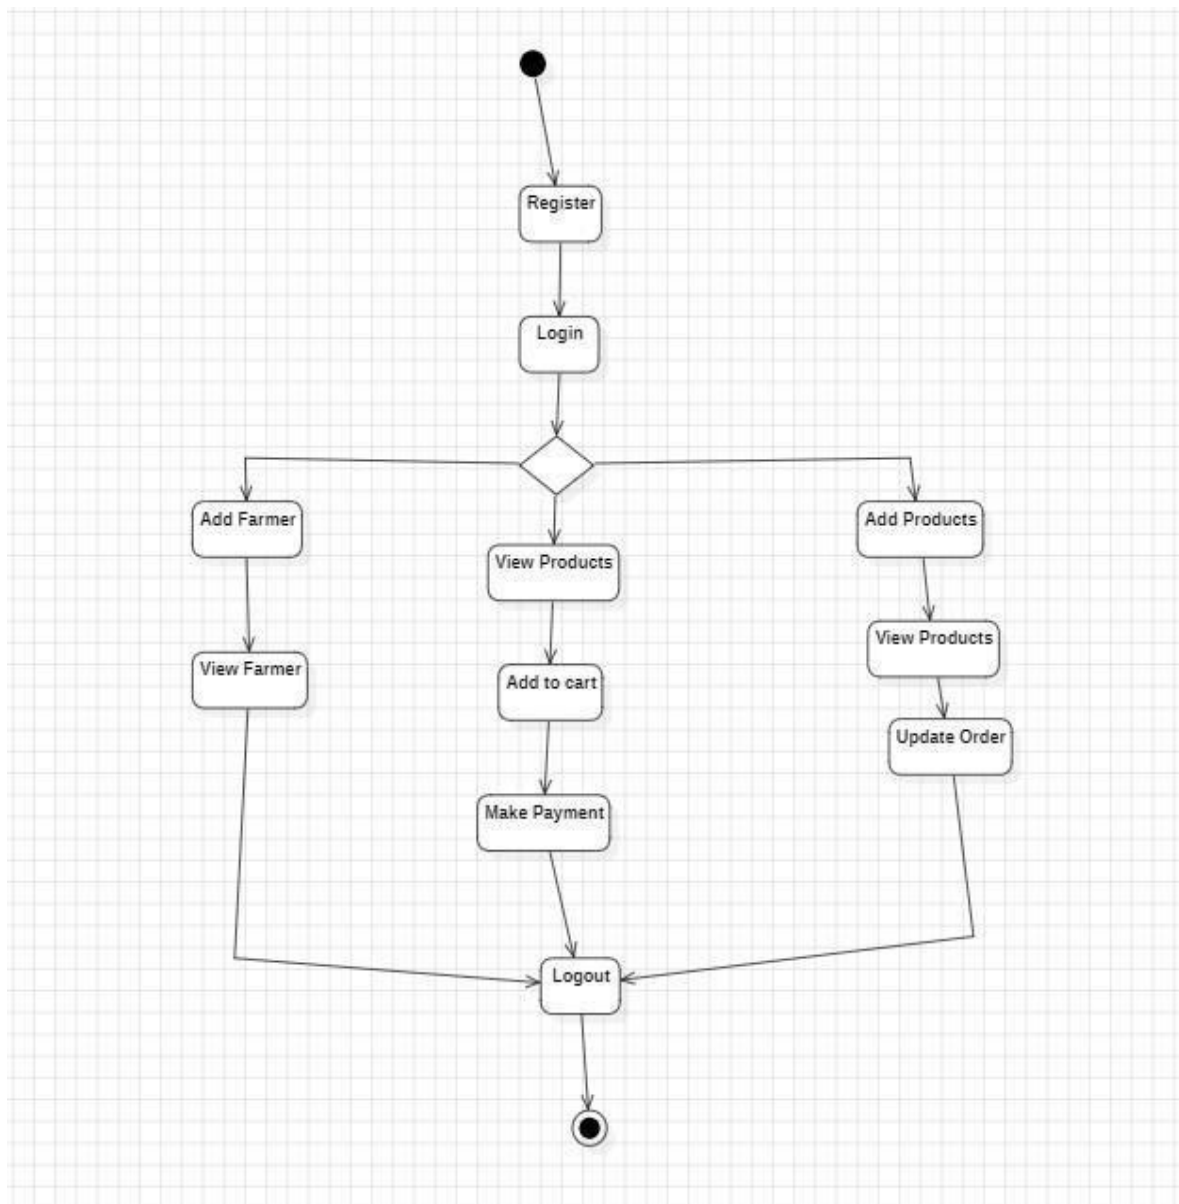 Register
Login
Add Farmer
View Farmer
View Products
Add to cart
Make Payment
Add Products
View Products
Update Order
Logout